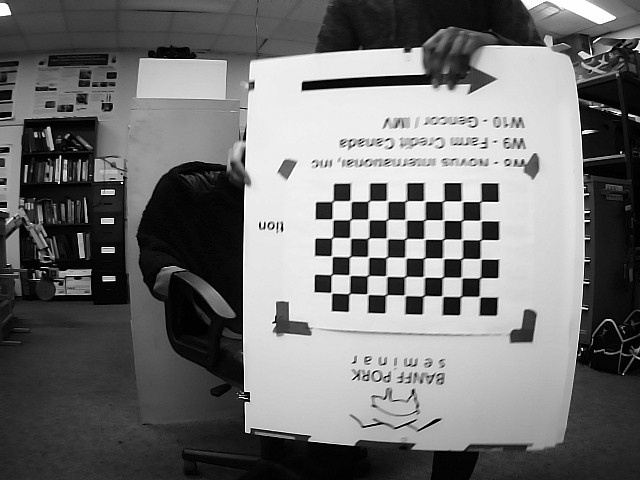 BANFF PORK
seminar
tion
W8 - Novus International, Inc
W9 - Farm Credit Canada
W10 - Gencor / IMV